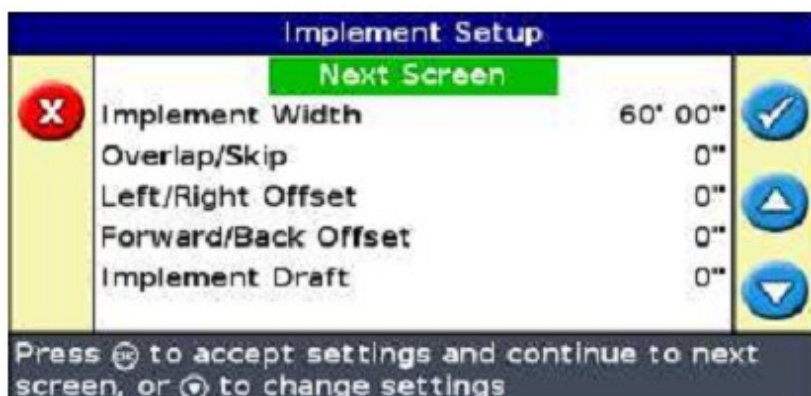 Implement Setup
Next Screen
Implement Width 60' 00"
Overlap/Skip 0"
Left/Right Offset 0"
Forward/Back Offset 0"
Implement Draft 0"
Press OK to accept settings and continue to next
screen, or to change settings